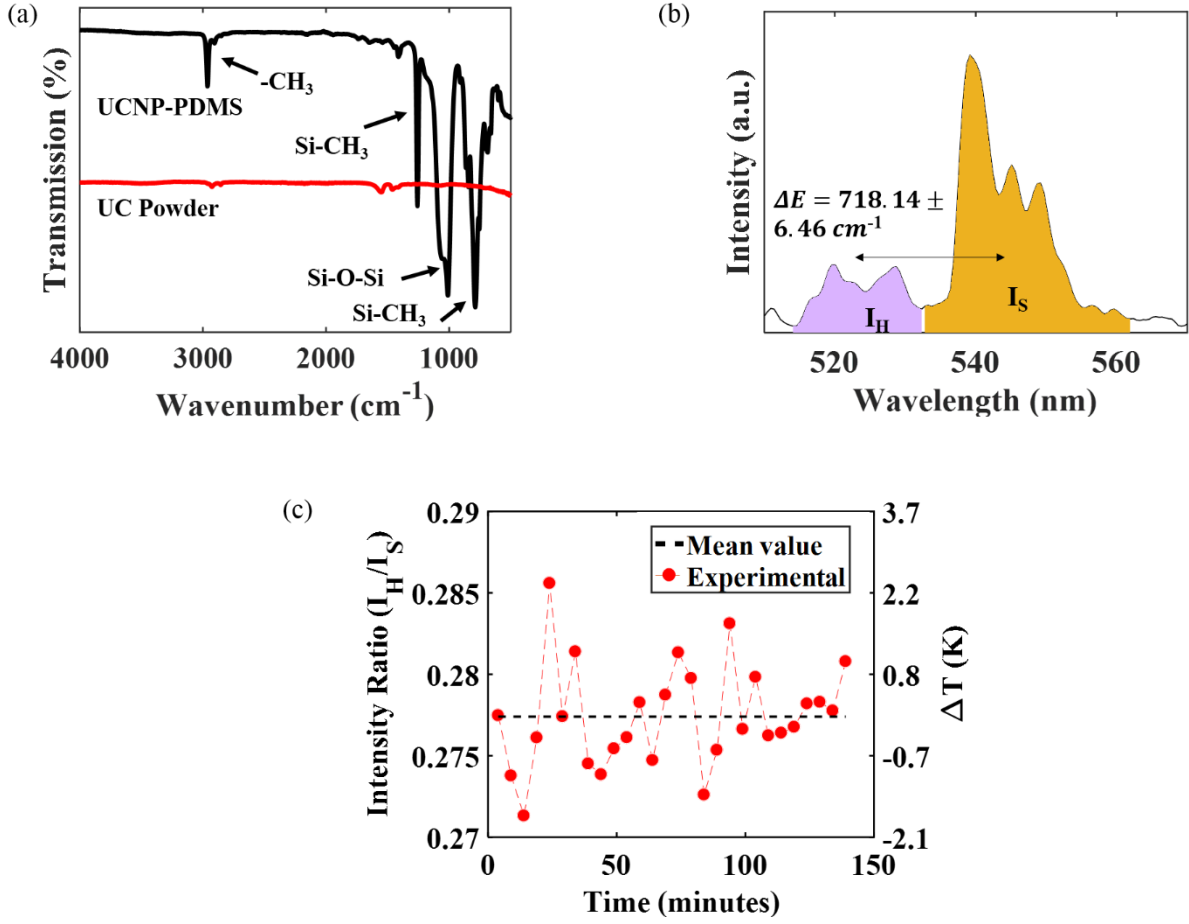 (a)
Transmission (%)
-CH3
UCNP-PDMS
Si-CH3
UC Powder
Si-O-Si
Si-CH3
4000 3000 2000 1000
Wavenumber (cm-1)
(b)
Intensity (a.u.)
ΔE = 718.14 ±
6.46 cm-1
IH
IS
520 540 560
Wavelength (nm)
(c)
Intensity Ratio (IH/IS)
0.29
0.285
0.28
0.275
0.27
Mean value
Experimental
3.7
2.2
0.8
-0.7
-2.1
ΔT (K)
0 50 100 150
Time (minutes)